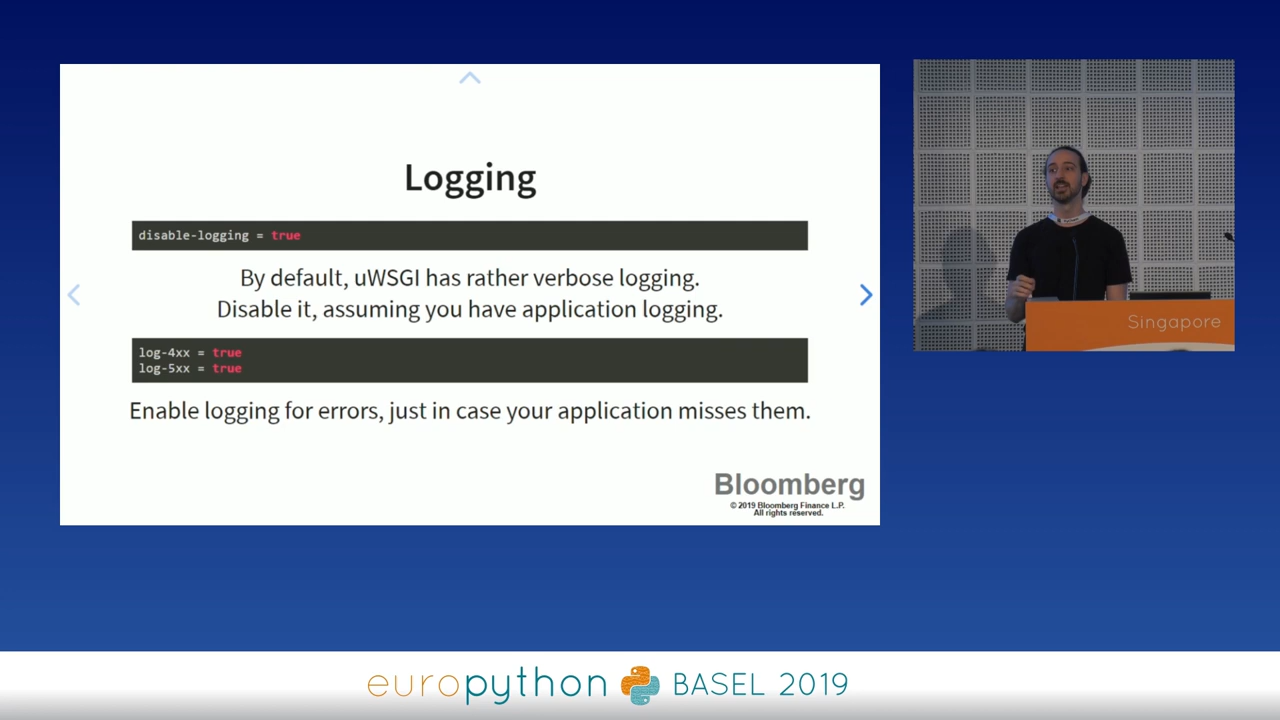 Logging
disable-logging = true
By default, uWSGI has rather verbose logging.
Disable it, assuming you have application logging.
log-4xx = true
log-5xx = true
Enable logging for errors, just in case your application misses them.
Bloomberg
© 2019 Bloomberg Finance L.P.
All rights reserved.
Singapore
europython BASEL 2019